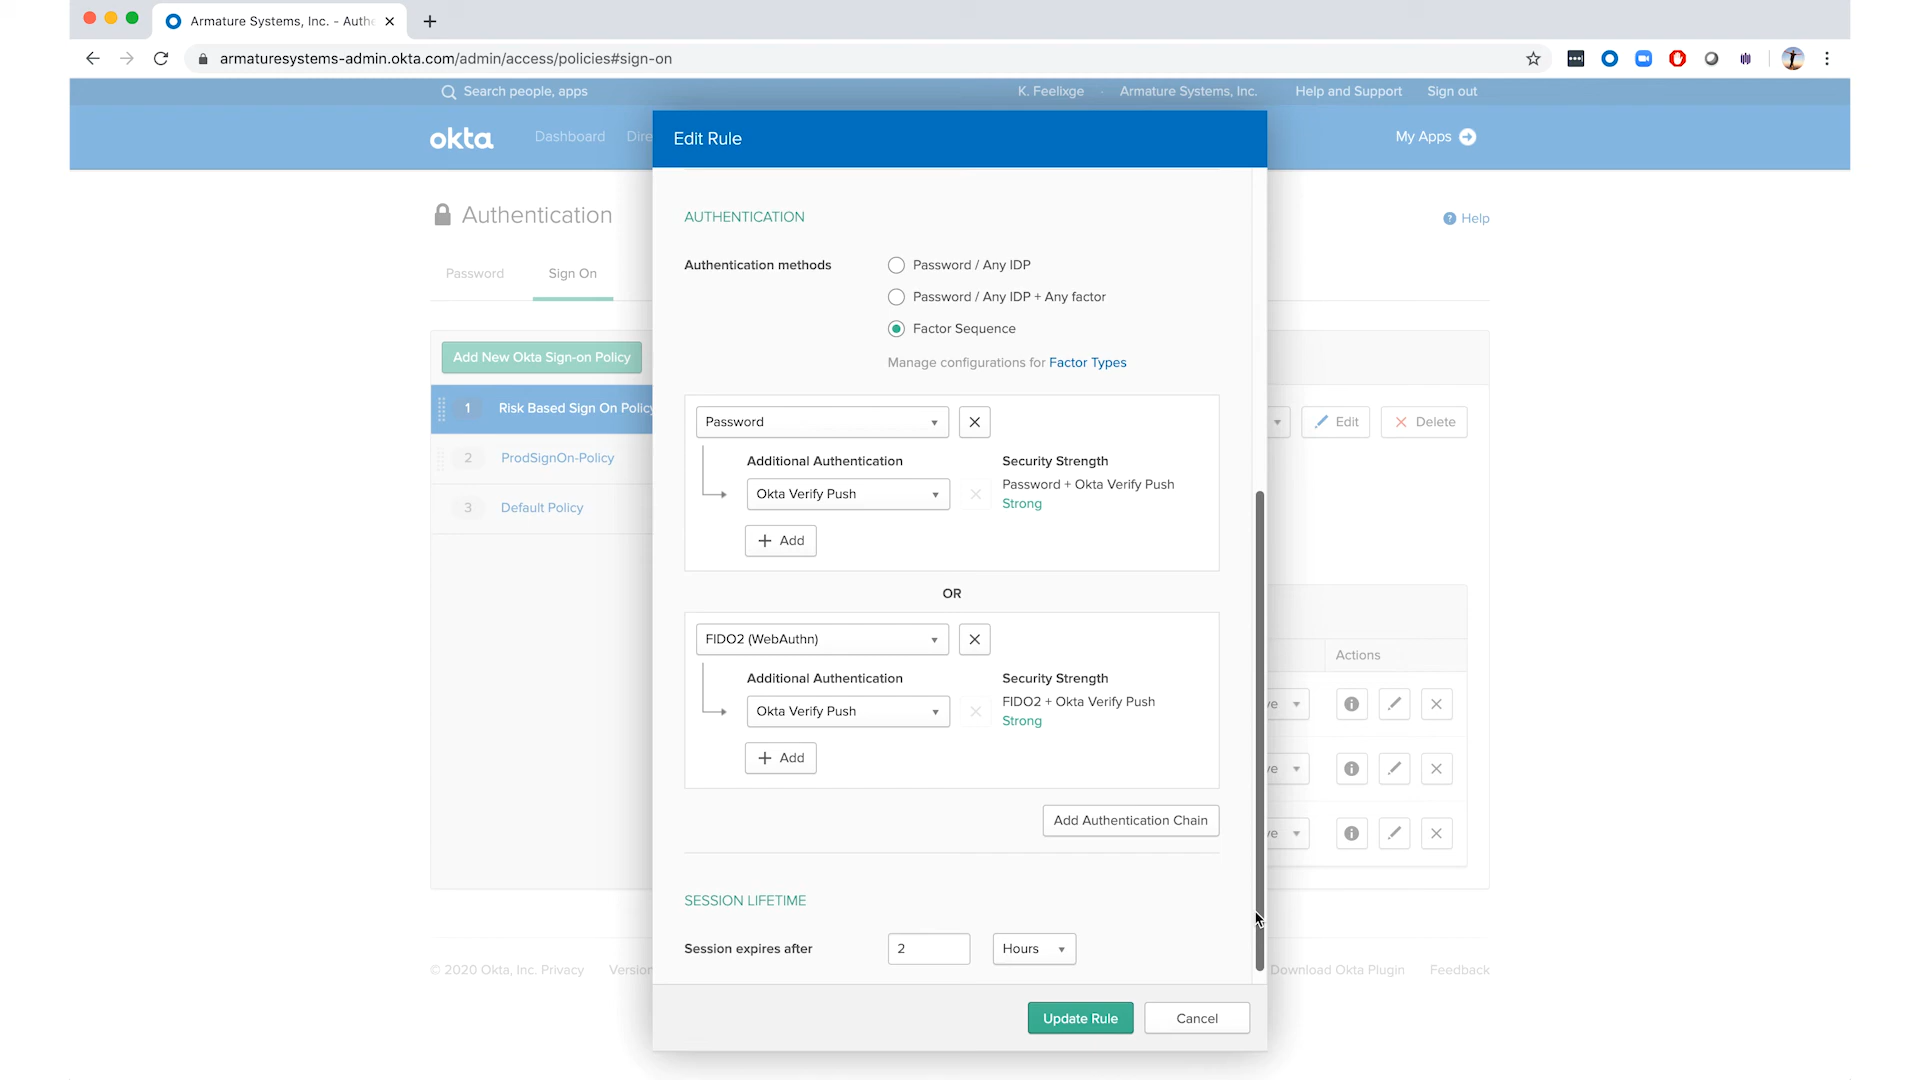 Armature Systems, Inc. - Authe
armaturesystems-admin.okta.com/admin/access/policies#sign-on
Search people, apps
K. Feelixge · Armature Systems, Inc. Help and Support Sign out
okta Dashboard Dire My Apps
Edit Rule
Authentication
Help
Password Sign On
Add New Okta Sign-on Policy
1 Risk Based Sign On Policy
2 ProdSignOn-Policy
3 Default Policy
Edit Delete
Actions
ve
ve
ve
AUTHENTICATION
Authentication methods
Password / Any IDP
Password / Any IDP + Any factor
Factor Sequence
Manage configurations for Factor Types
Password
Additional Authentication Security Strength
Okta Verify Push Password + Okta Verify Push
Strong
+ Add
OR
FIDO2 (WebAuthn)
Additional Authentication Security Strength
Okta Verify Push FIDO2 + Okta Verify Push
Strong
+ Add
Add Authentication Chain
SESSION LIFETIME
Session expires after 2 Hours
Update Rule Cancel
© 2020 Okta, Inc. Privacy Version Download Okta Plugin Feedback